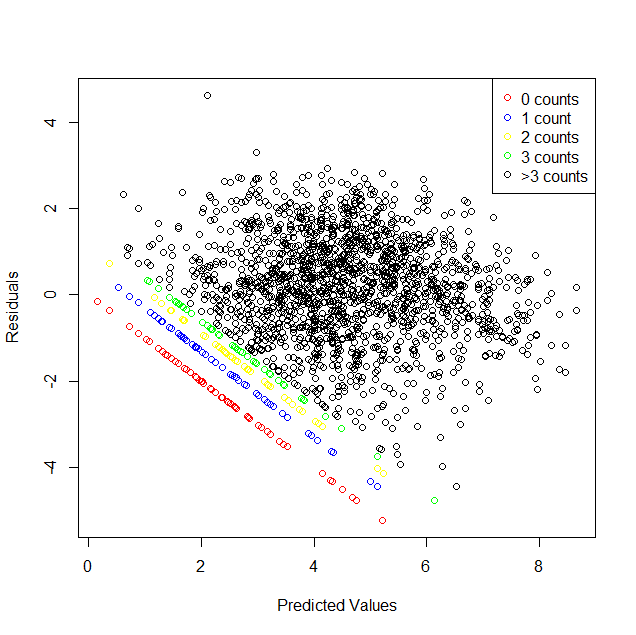 0 counts
1 count
2 counts
3 counts
>3 counts
4
2
0
-2
-4
Residuals
0 2 4 6 8
Predicted Values